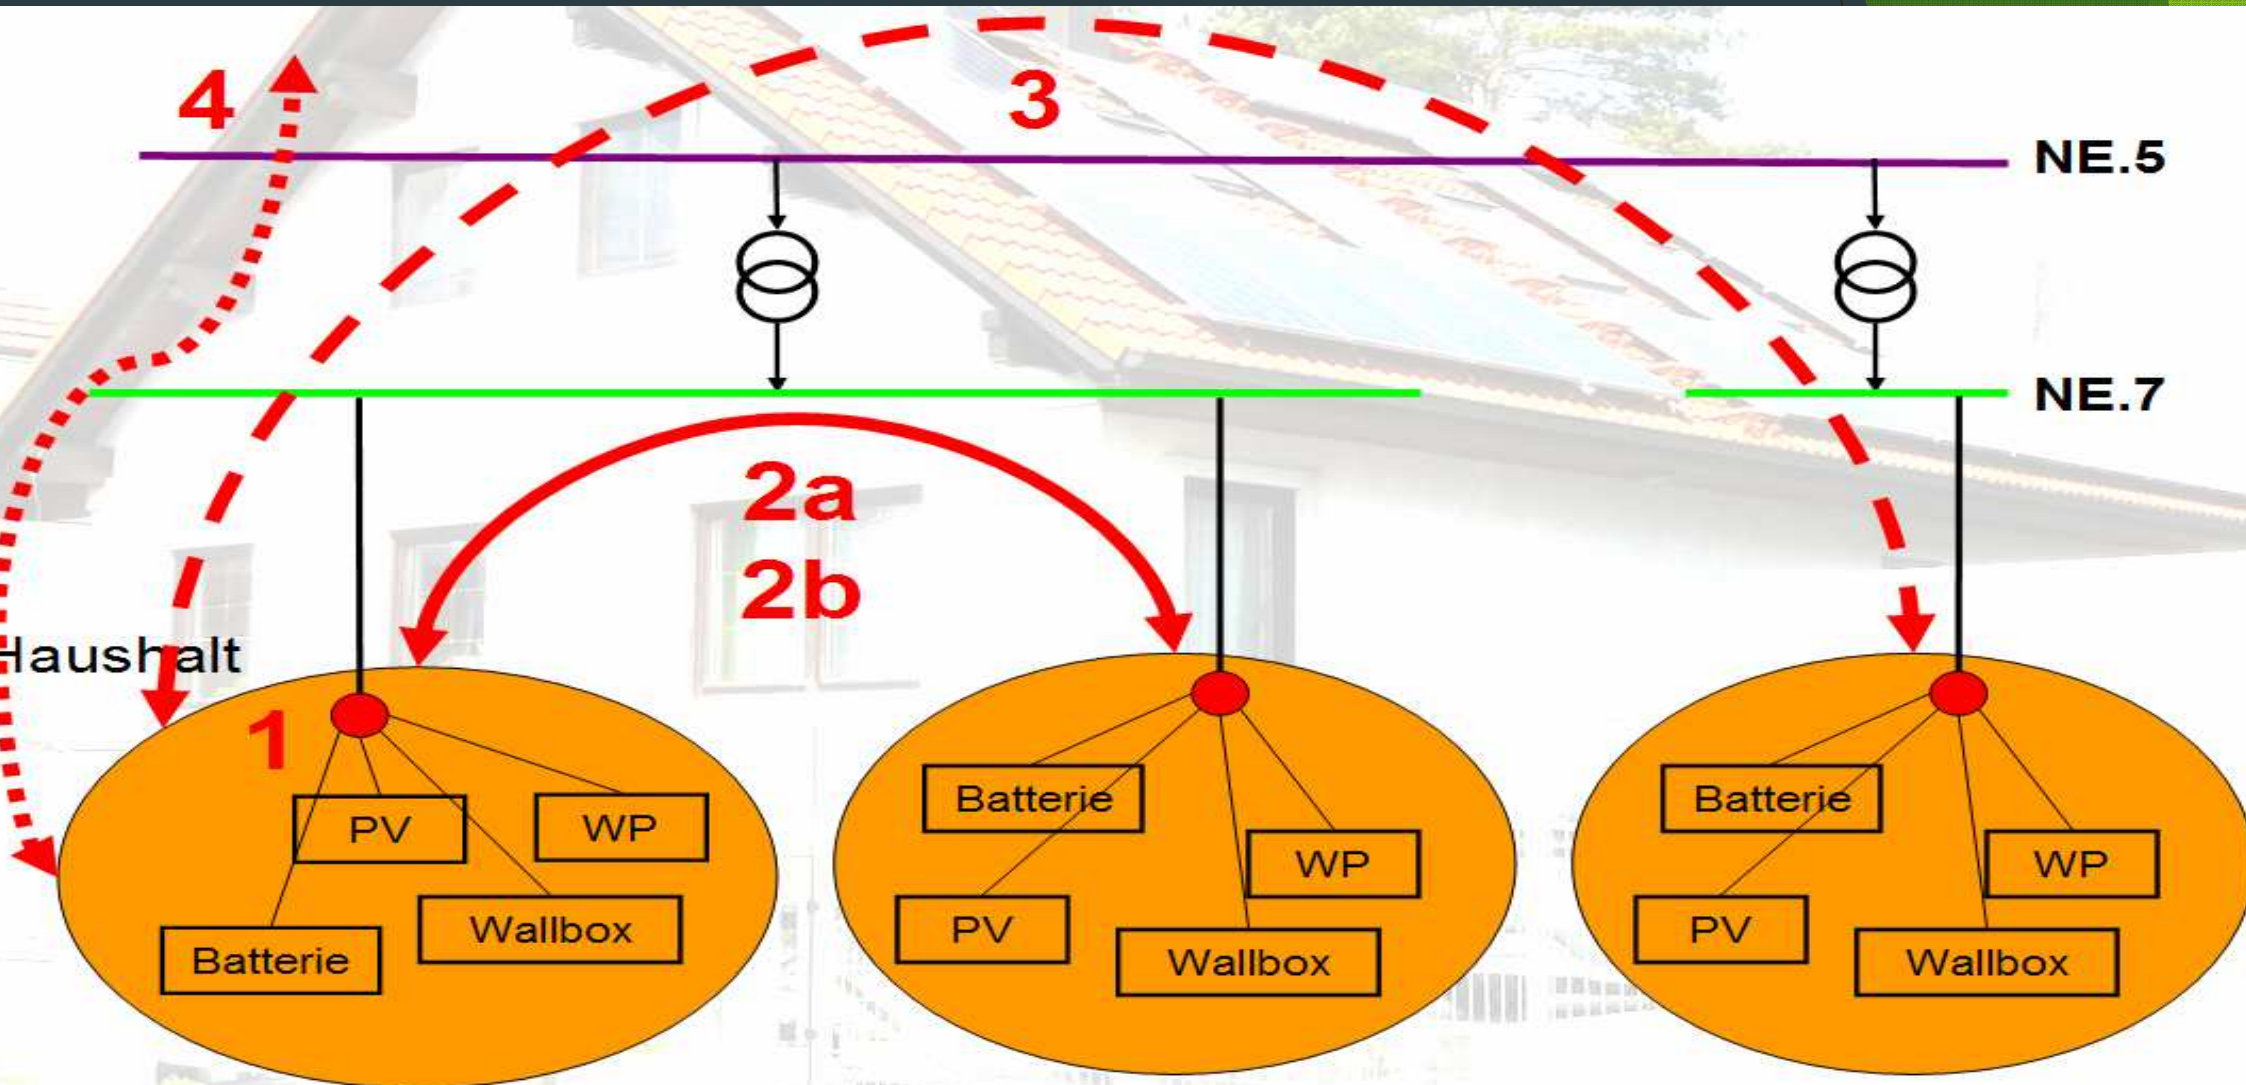 4
3
NE.5
NE.7
2a
2b
Haushalt
1
PV
WP
Wallbox
Batterie
Batterie
WP
PV
Wallbox
Batterie
WP
PV
Wallbox